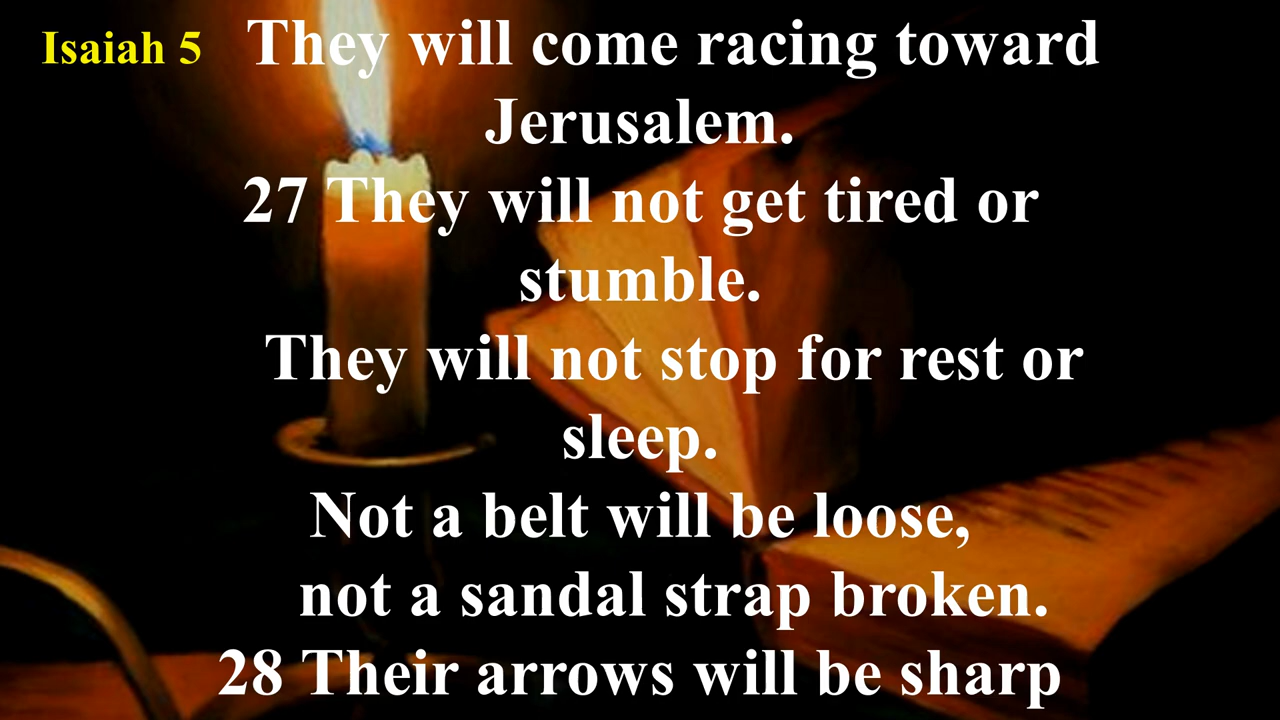 Isaiah 5 They will come racing toward
Jerusalem.
27 They will not get tired or
stumble.
They will not stop for rest or
sleep.
Not a belt will be loose,
not a sandal strap broken.
28 Their arrows will be sharp